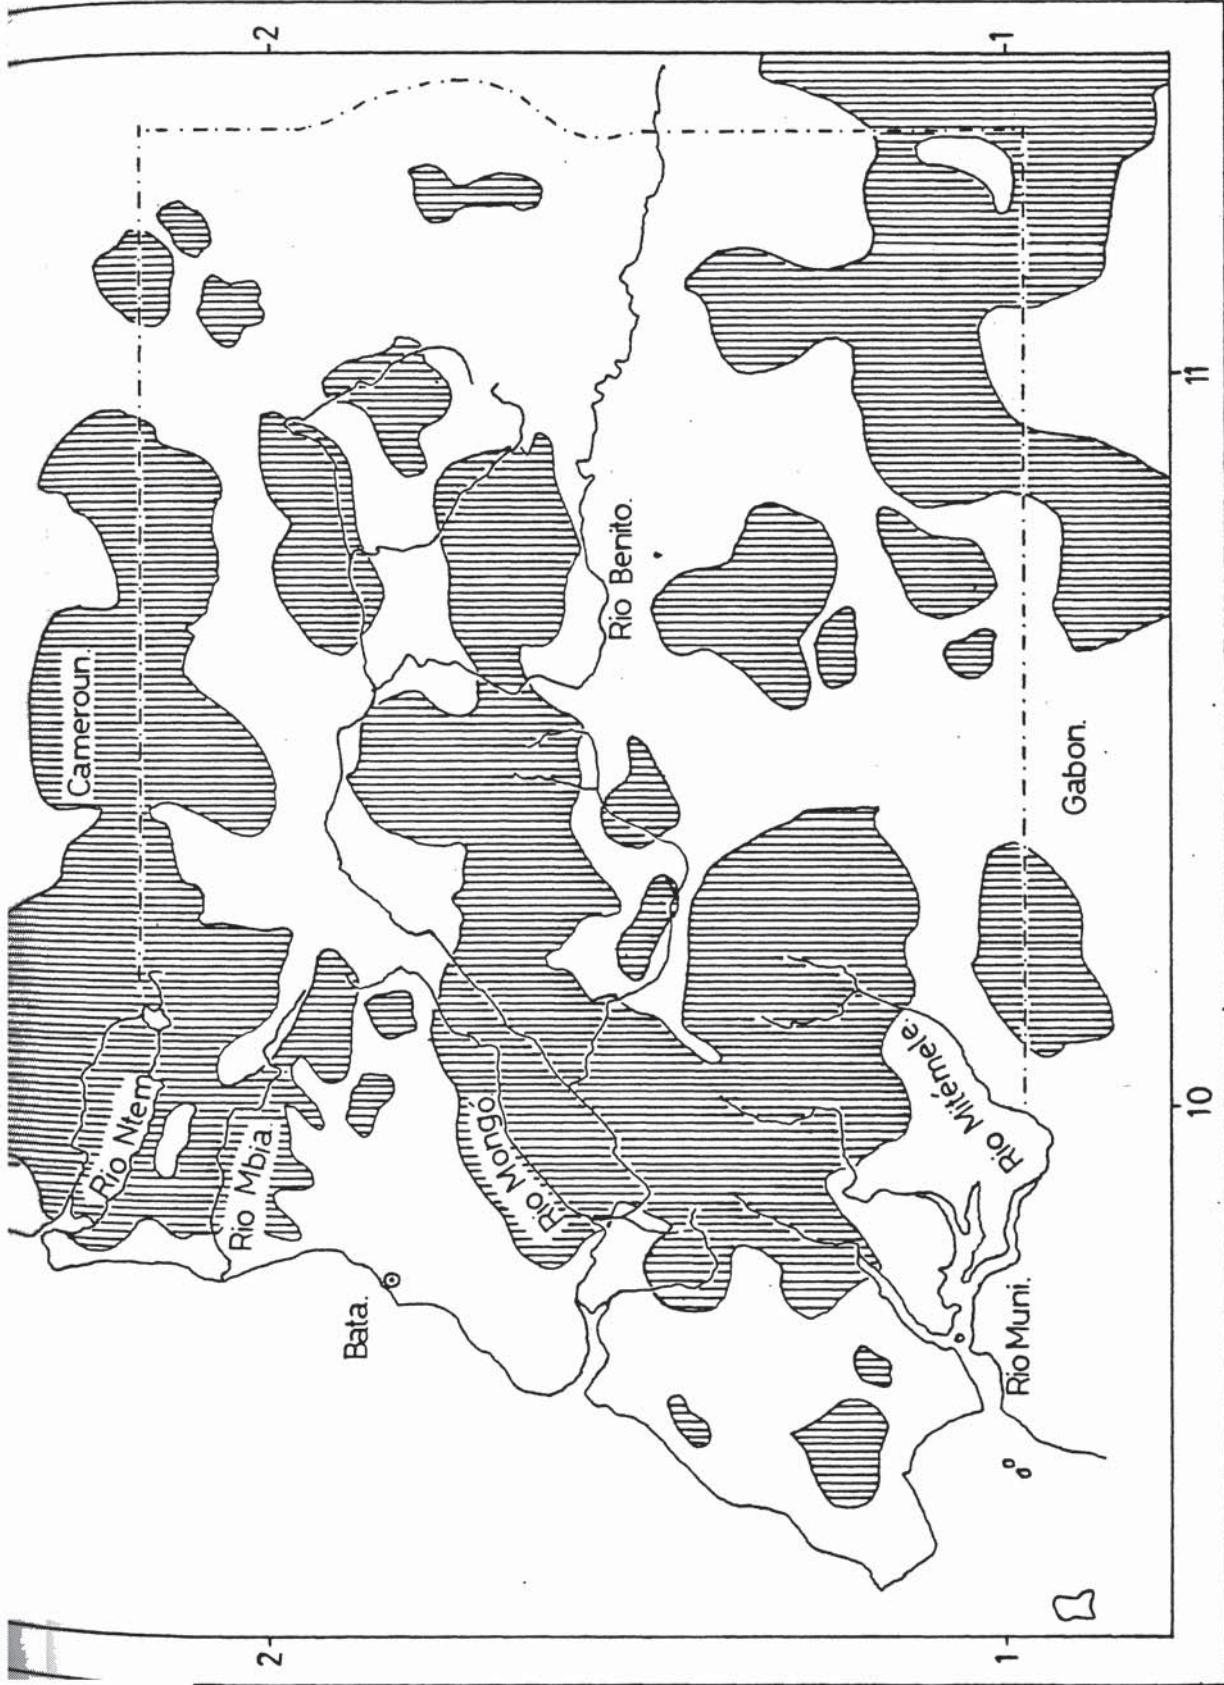 Cameroun.
Rio Ntem
Rio Mbia.
2
2
Bata.
Rio Mongo.
Rio Benito.
Rio Mitémele.
Rio Muni.
Gabon.
1
1
10
11